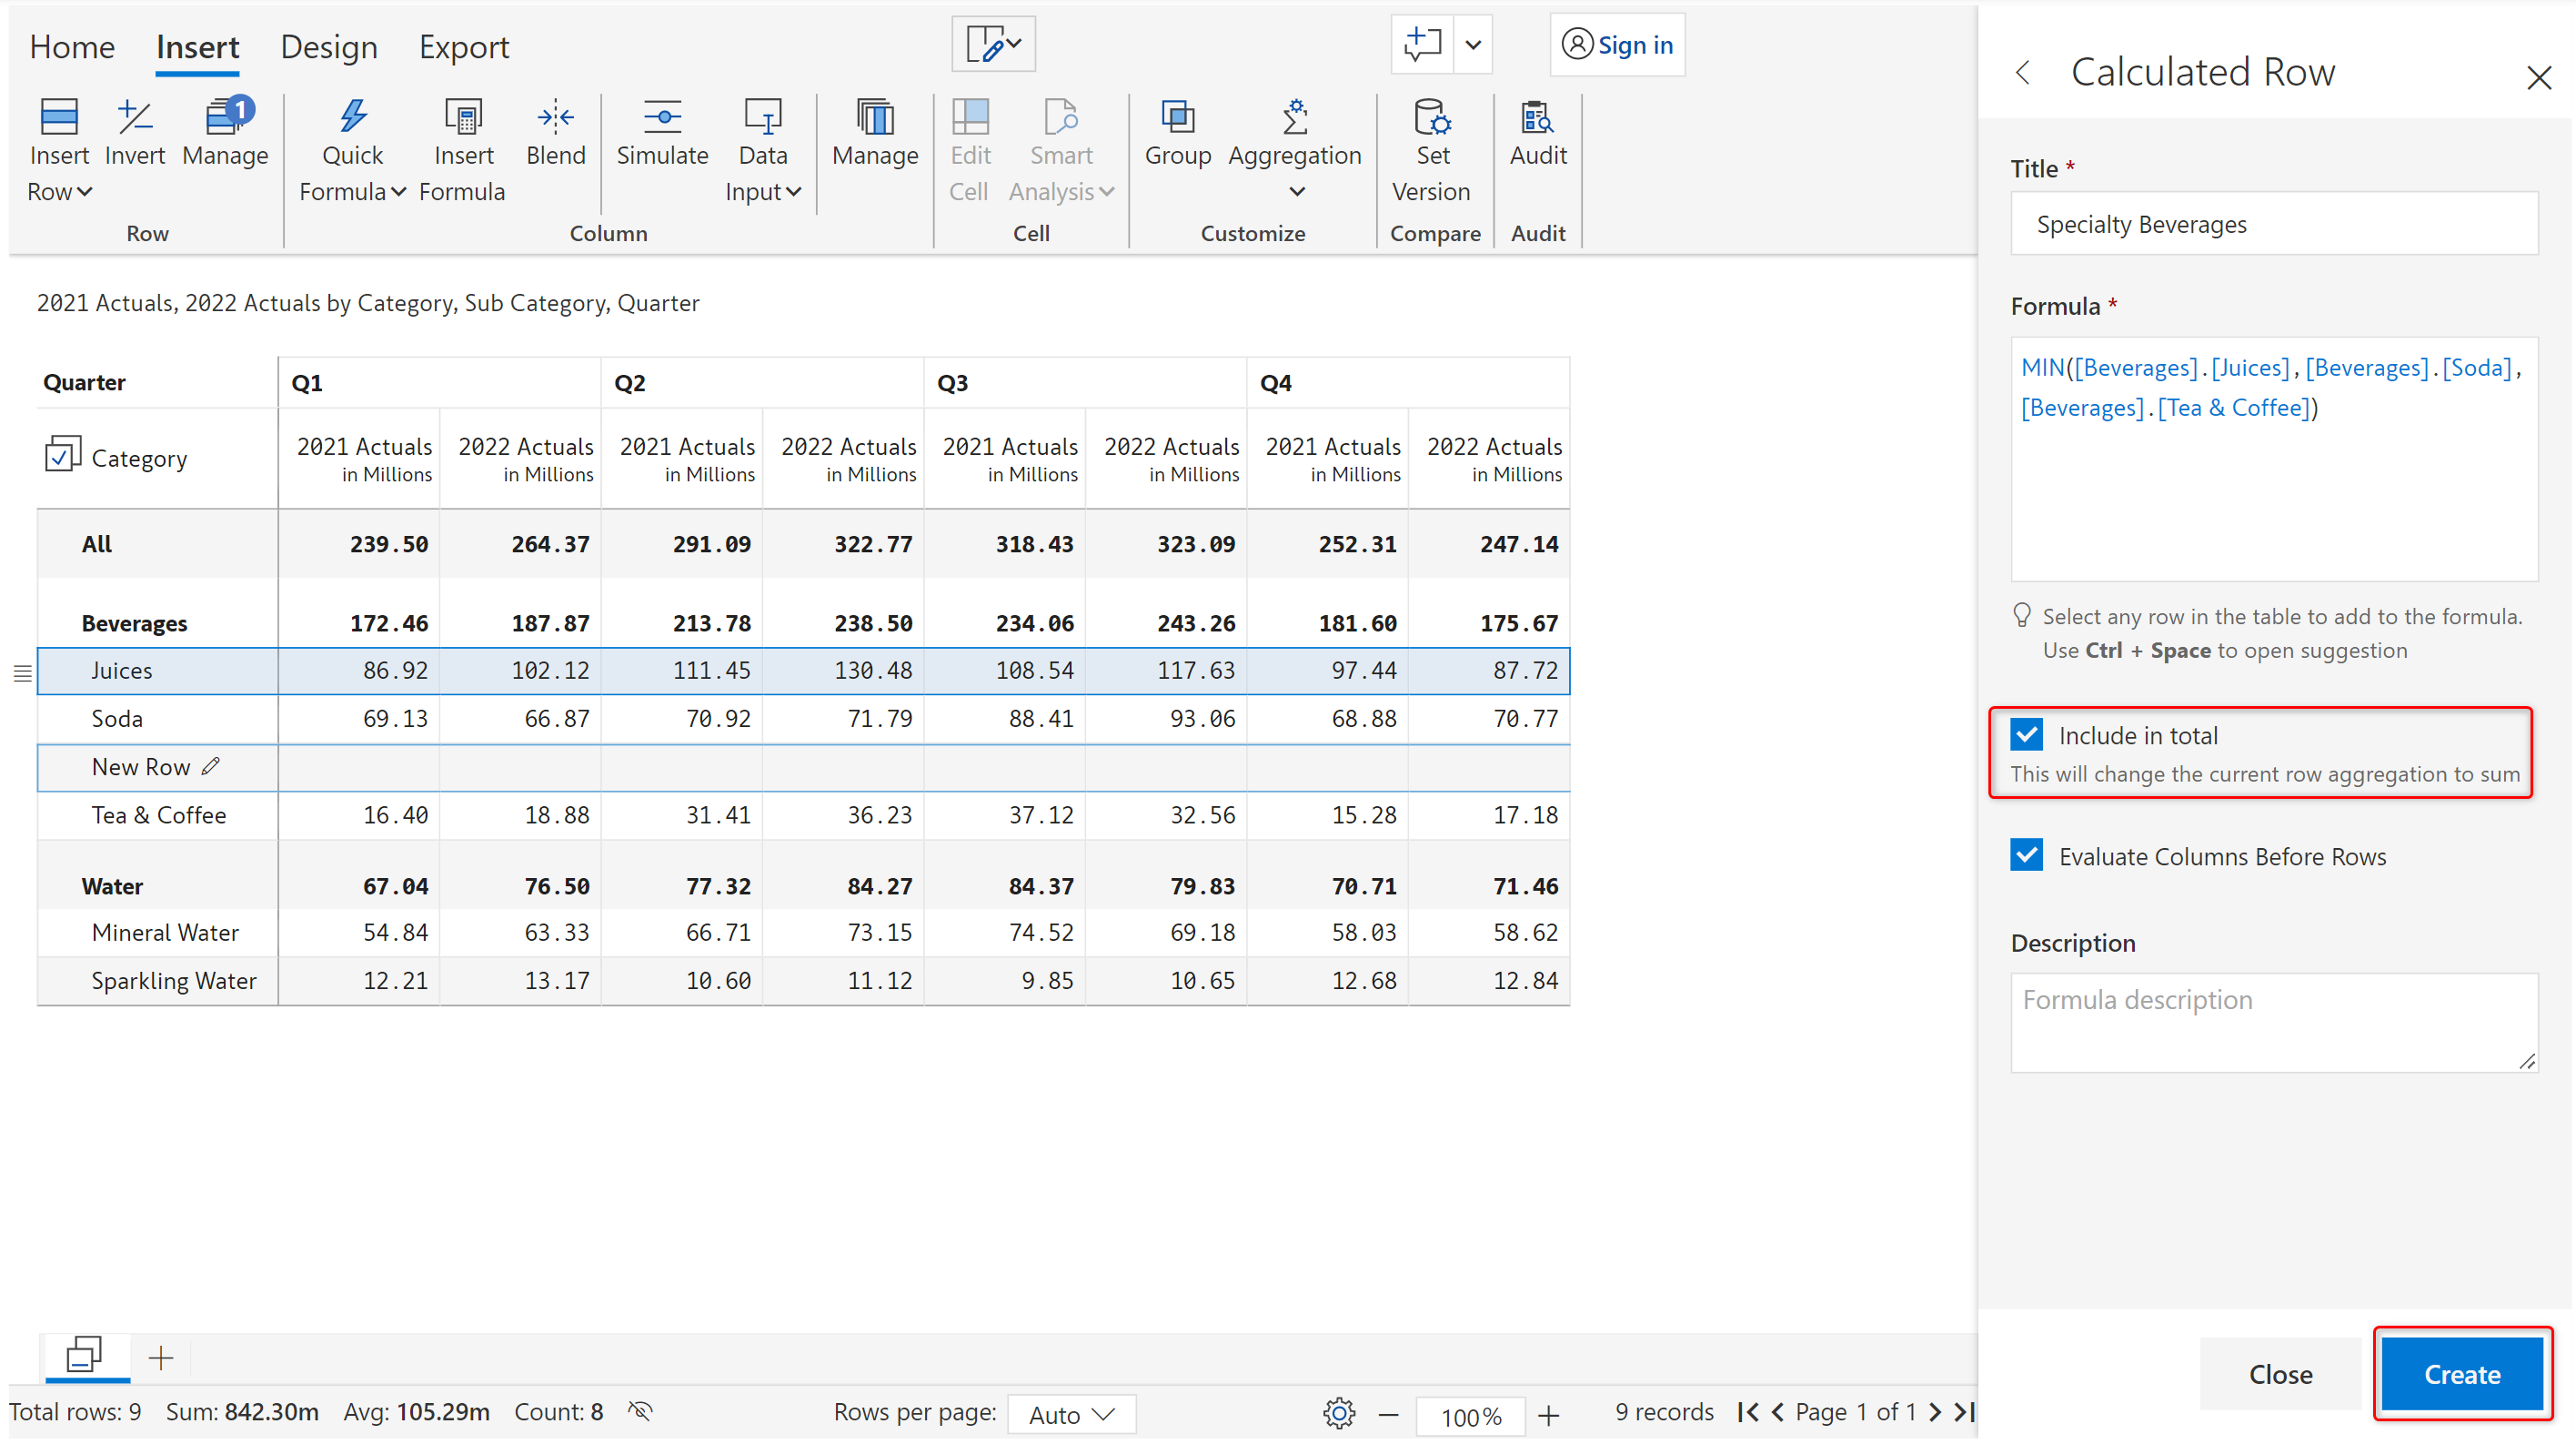 Home Insert Design Export
Sign in
Insert Row
Invert
Manage
1
Row
Quick Formula
Insert Formula
Blend
Simulate
Data Input
Manage
Column
Edit Cell
Smart Analysis
Cell
Group
Aggregation
Customize
Set Version
Compare
Audit
Audit
2021 Actuals, 2022 Actuals by Category, Sub Category, Quarter
Quarter Q1 Q2 Q3 Q4
Category 2021 Actuals 2022 Actuals 2021 Actuals 2022 Actuals 2021 Actuals 2022 Actuals 2021 Actuals 2022 Actuals
in Millions in Millions in Millions in Millions in Millions in Millions in Millions in Millions
All 239.50 264.37 291.09 322.77 318.43 323.09 252.31 247.14
Beverages 172.46 187.87 213.78 238.50 234.06 243.26 181.60 175.67
Juices 86.92 102.12 111.45 130.48 108.54 117.63 97.44 87.72
Soda 69.13 66.87 70.92 71.79 88.41 93.06 68.88 70.77
New Row
Tea & Coffee 16.40 18.88 31.41 36.23 37.12 32.56 15.28 17.18
Water 67.04 76.50 77.32 84.27 84.37 79.83 70.71 71.46
Mineral Water 54.84 63.33 66.71 73.15 74.52 69.18 58.03 58.62
Sparkling Water 12.21 13.17 10.60 11.12 9.85 10.65 12.68 12.84
Total rows: 9 Sum: 842.30m Avg: 105.29m Count: 8 Rows per page: Auto 100% 9 records Page 1 of 1
Calculated Row
Title *
Specialty Beverages
Formula *
MIN([Beverages].[Juices],[Beverages].[Soda],
[Beverages].[Tea & Coffee])
Select any row in the table to add to the formula.
Use Ctrl + Space to open suggestion
Include in total
This will change the current row aggregation to sum
Evaluate Columns Before Rows
Description
Formula description
Close Create